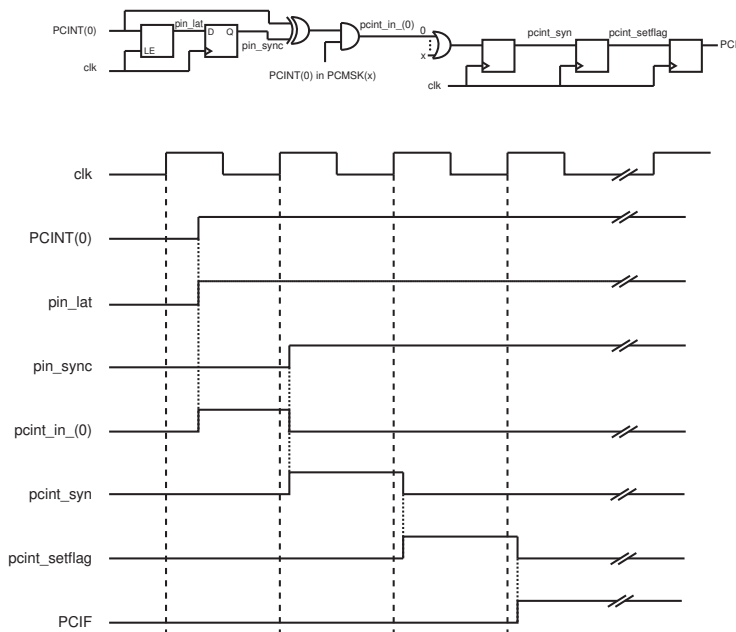 PCINT(0)
pin_lat
LE
D Q
pin_sync
clk
PCINT(0) in PCMSK(x)
pcint_in_(0)
0
x
clk
pcint_syn
pcint_setflag
PCI
clk
PCINT(0)
pin_lat
pin_sync
pcint_in_(0)
pcint_syn
pcint_setflag
PCIF